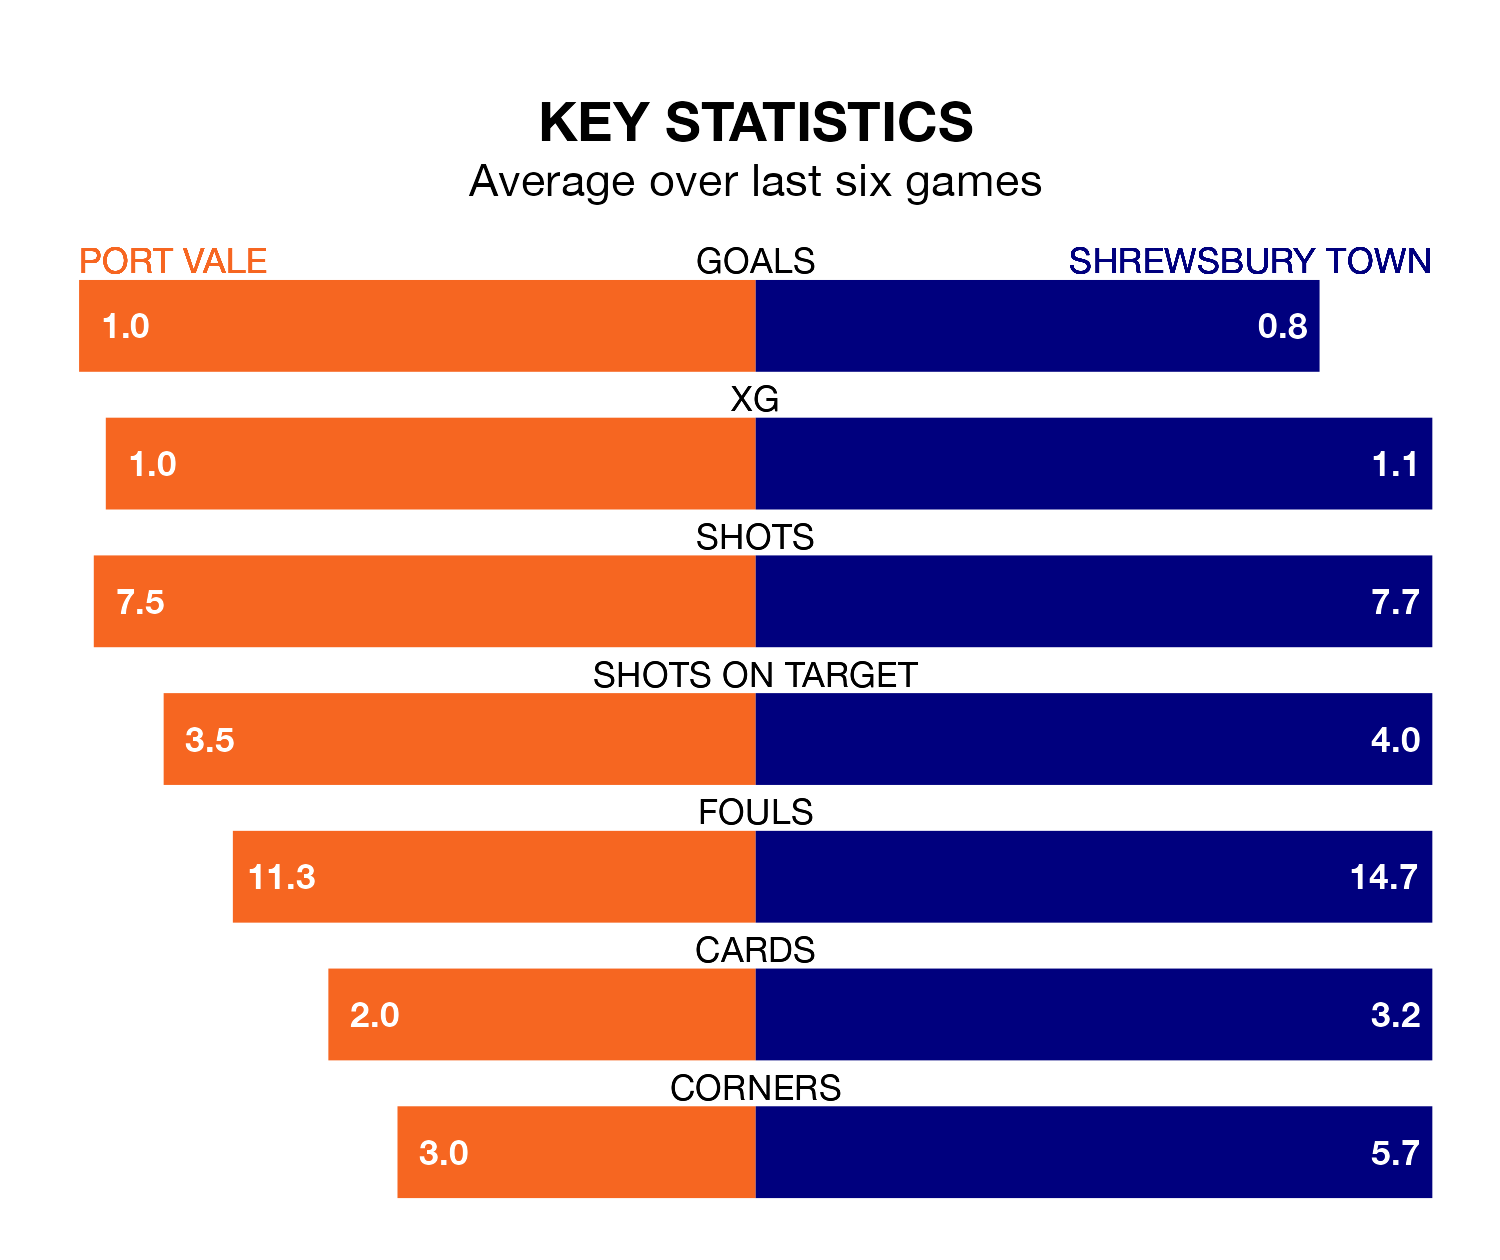 KEY STATISTICS
Average over last six games
PORT VALE GOALS SHREWSBURY TOWN
1.0 0.8
XG
1.0 1.1
SHOTS
7.5 7.7
SHOTS ON TARGET
3.5 4.0
FOULS
11.3 14.7
CARDS
2.0 3.2
CORNERS
3.0 5.7